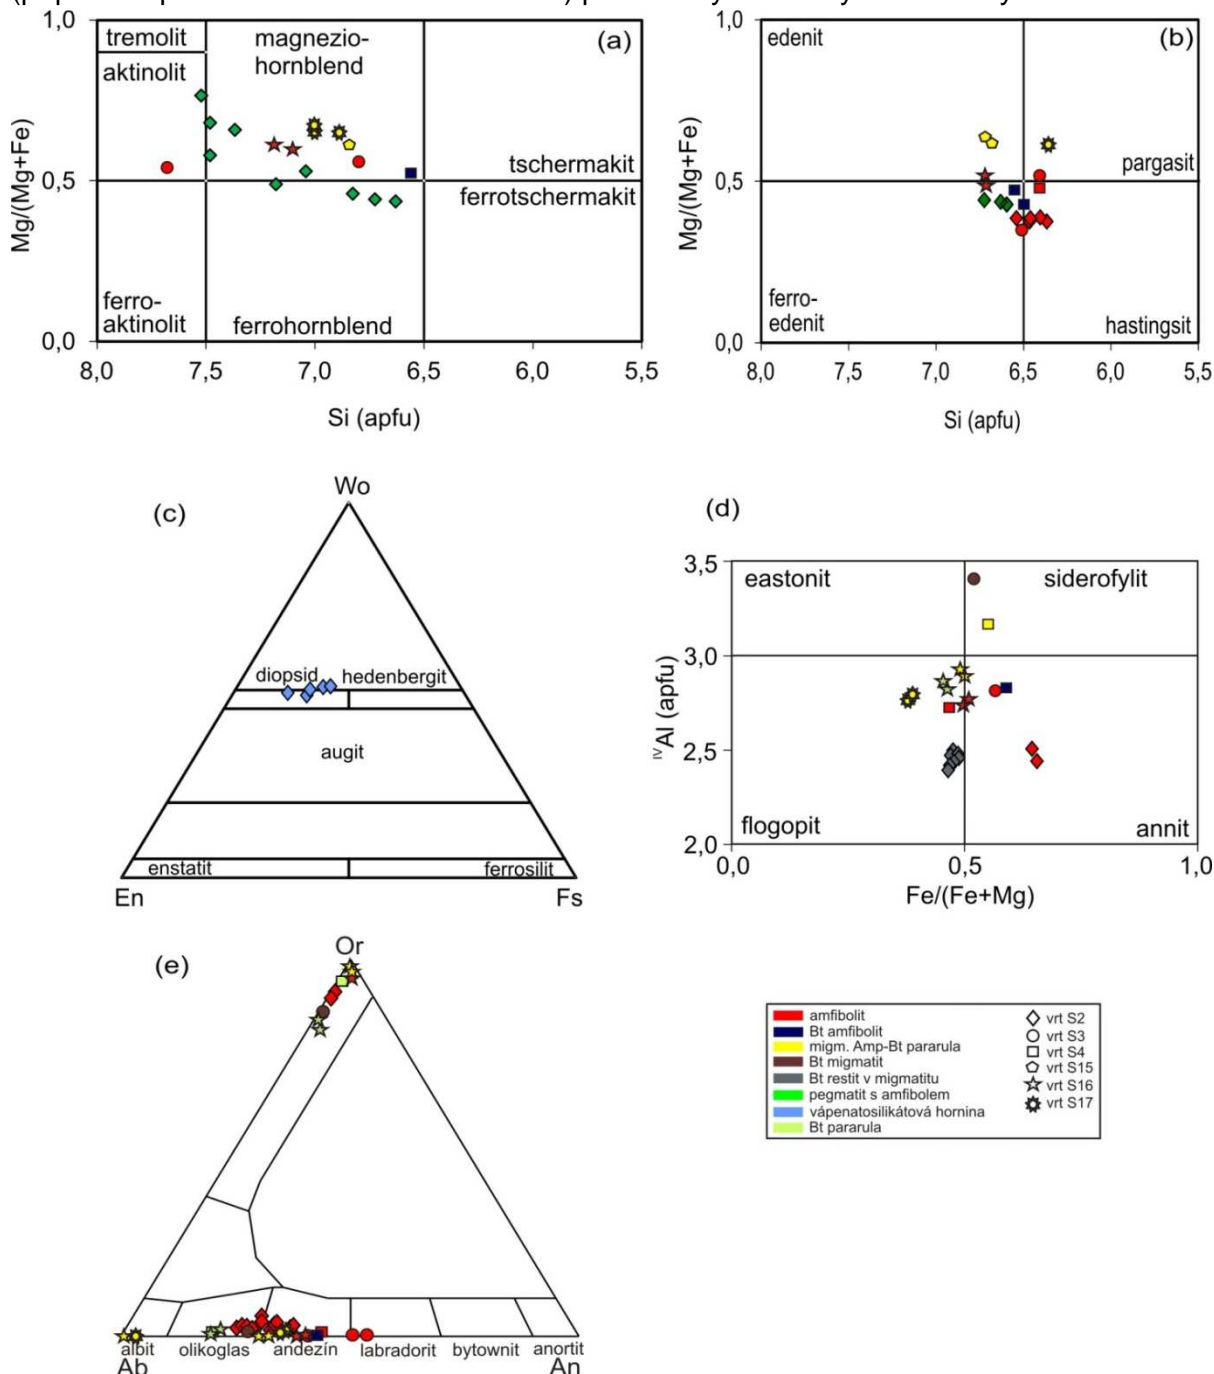 (a)
1,0
tremolit
aktinolit
magnezio-
hornblend
tschermakit
0,5
ferrotschermakit
ferro-
aktinolit
ferrohornblend
0,0
8,0 7,5 7,0 6,5 6,0 5,5
Mg/(Mg+Fe)
Si (apfu)
(b)
1,0
edenit
pargasit
0,5
ferro-
edenit
hastingsit
0,0
8,0 7,5 7,0 6,5 6,0 5,5
Mg/(Mg+Fe)
Si (apfu)
(c)
Wo
diopsid hedenbergit
augit
enstatit ferrosilit
En Fs
(d)
3,5
eastonit siderofylit
3,0
2,5
flogopit annit
2,0
0,0 0,5 1,0
IVAl (apfu)
Fe/(Fe+Mg)
(e)
Or
albit olikoglas andezín labradorit bytownit anortit
Ab An
amfibolit
Bt amfibolit
migm. Amp-Bt pararula
Bt migmatit
Bt restit v migmatitu
pegmatit s amfibolem
vápenatosilikátová hornina
Bt pararula
vrt S2
vrt S3
vrt S4
vrt S15
vrt S16
vrt S17